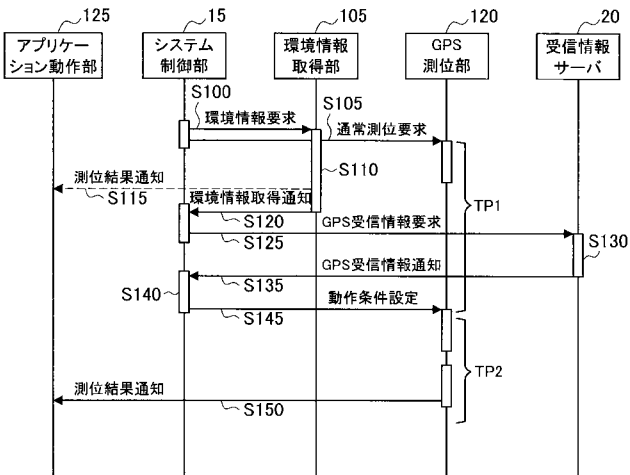 125
15
105
120
20
アプリケー
ション動作部
システム
制御部
環境情報
取得部
GPS
測位部
受信情報
サーバ
S100
環境情報要求
S105
通常測位要求
S110
測位結果通知
S115
環境情報取得通知
S120
TP1
GPS受信情報要求
S125
S130
GPS受信情報通知
S135
S140
動作条件設定
S145
TP2
測位結果通知
S150